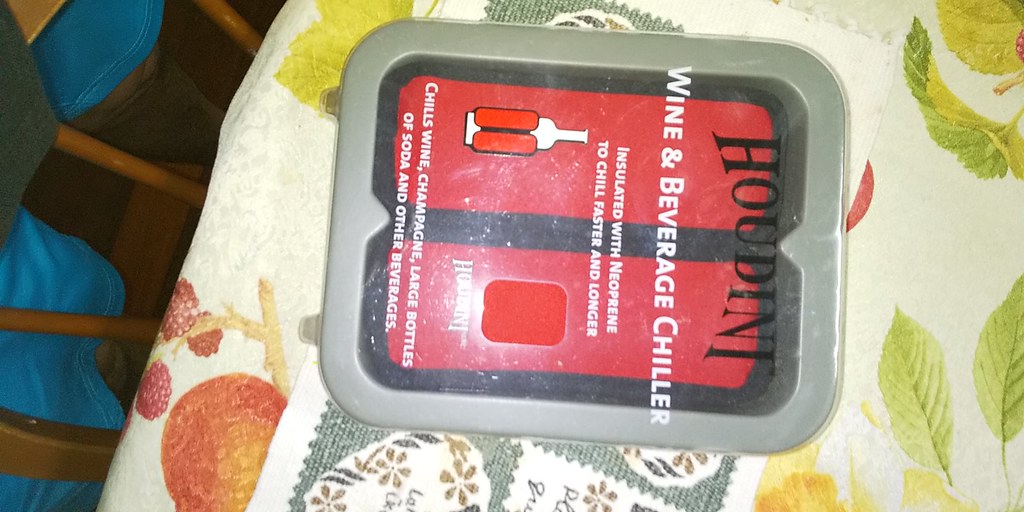 HOUDINI
WINE & BEVERAGE CHILLER
INSULATED WITH NEOPRENE
TO CHILL FASTER AND LONGER
HOUDINI
CHILLS WINE, CHAMPAGNE, LARGE BOTTLES
OF SODA AND OTHER BEVERAGES.